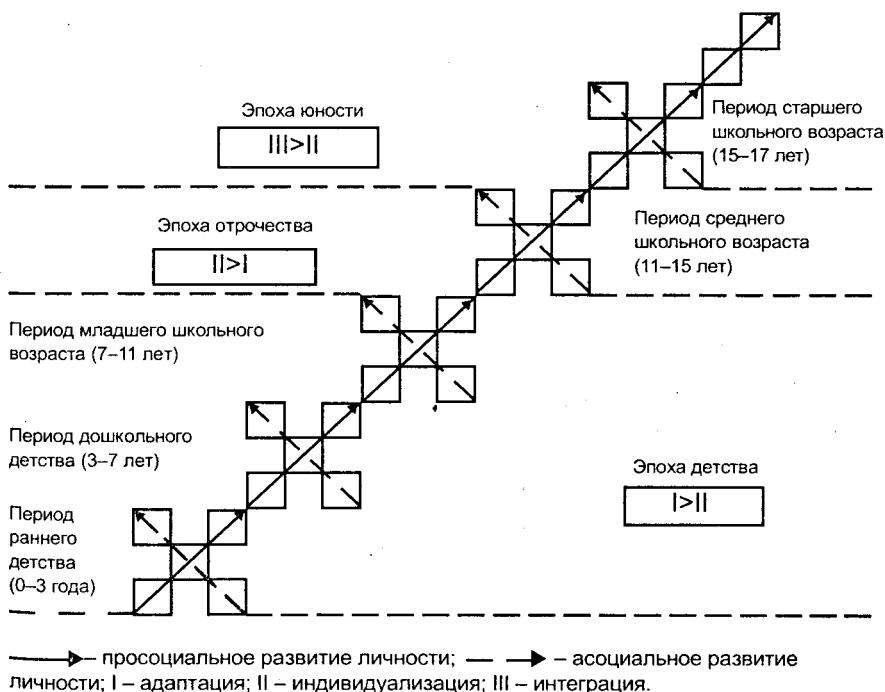 Эпоха юности
III>II
Период старшего
школьного возраста
(15–17 лет)
Эпоха отрочества
II>I
Период среднего
школьного возраста
(11–15 лет)
Период младшего школьного
возраста (7–11 лет)
Период дошкольного
детства (3–7 лет)
Эпоха детства
I>II
Период
раннего
детства
(0–3 года)
– просоциальное развитие личности; – асоциальное развитие
личности; I – адаптация; II – индивидуализация; III – интеграция.